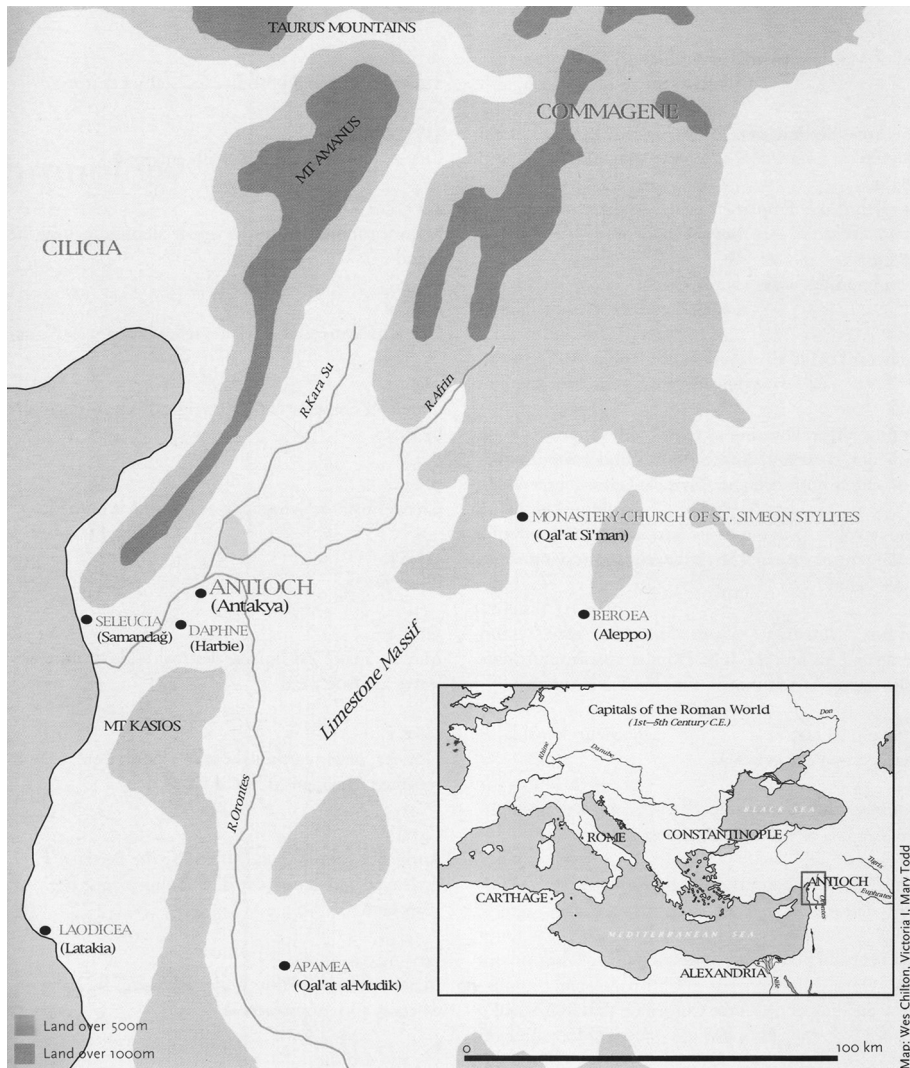 TAURUS MOUNTAINS
COMMAGENE
MT AMANUS
CILICIA
R.Kara Su
R.Afrin
MONASTERY-CHURCH OF ST. SIMEON STYLITES
(Qal'at Si'man)
ANTIOCH
(Antakya)
SELEUCIA
(Samandağ)
DAPHNE
(Harbie)
BEROEA
(Aleppo)
Limestone Massif
MT KASIOS
R.Orontes
LAODICEA
(Latakia)
APAMEA
(Qal'at al-Mudik)
Capitals of the Roman World
(1st–5th Century C.E.)
Don
Rhine
Danube
BLACK SEA
ROME
CONSTANTINOPLE
Tigris
ANTIOCH
Euphrates
Orontes
CARTHAGE
MEDITERRANEAN SEA
ALEXANDRIA
Nile
Land over 500m
Land over 1000m
0
100 km
Map: Wes Chilton, Victoria I, Mary Todd